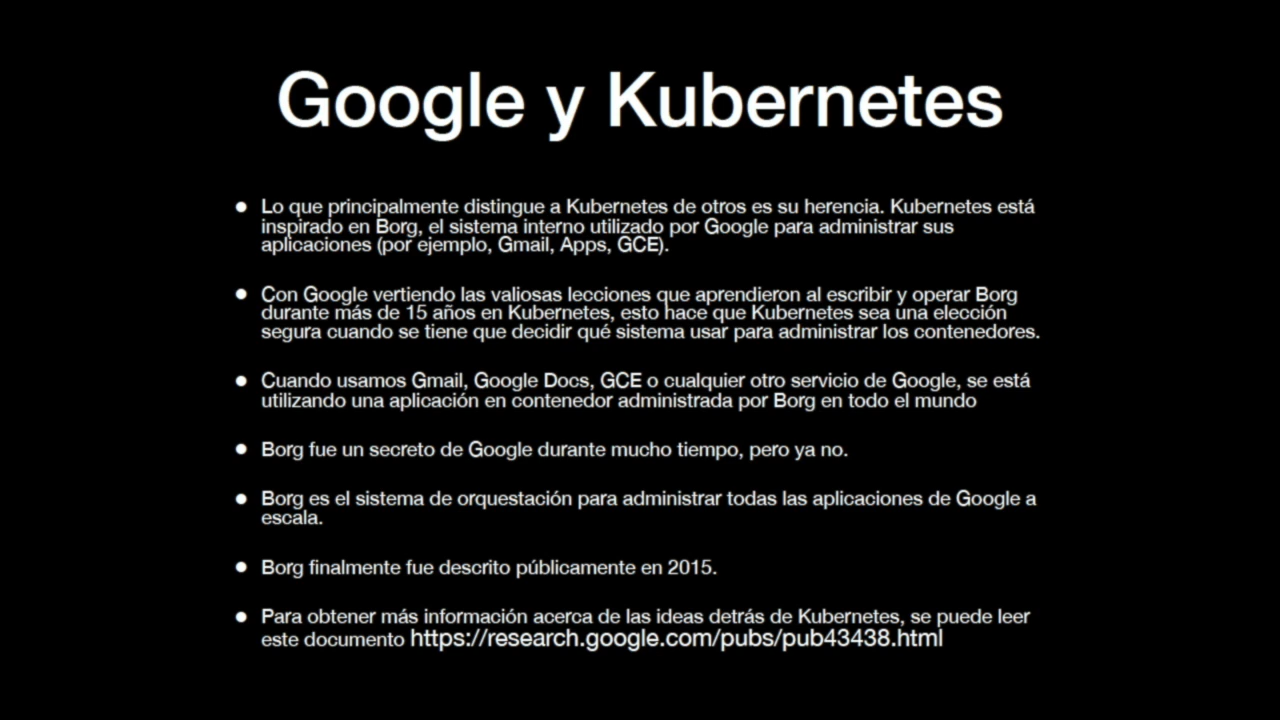 Google y Kubernetes
● Lo que principalmente distingue a Kubernetes de otros es su herencia. Kubernetes está
inspirado en Borg, el sistema interno utilizado por Google para administrar sus
aplicaciones (por ejemplo, Gmail, Apps, GCE).
● Con Google vertiendo las valiosas lecciones que aprendieron al escribir y operar Borg
durante más de 15 años en Kubernetes, esto hace que Kubernetes sea una elección
segura cuando se tiene que decidir qué sistema usar para administrar los contenedores.
● Cuando usamos Gmail, Google Docs, GCE o cualquier otro servicio de Google, se está
utilizando una aplicación en contenedor administrada por Borg en todo el mundo
● Borg fue un secreto de Google durante mucho tiempo, pero ya no.
● Borg es el sistema de orquestación para administrar todas las aplicaciones de Google a
escala.
● Borg finalmente fue descrito públicamente en 2015.
● Para obtener más información acerca de las ideas detrás de Kubernetes, se puede leer
este documento https://research.google.com/pubs/pub43438.html